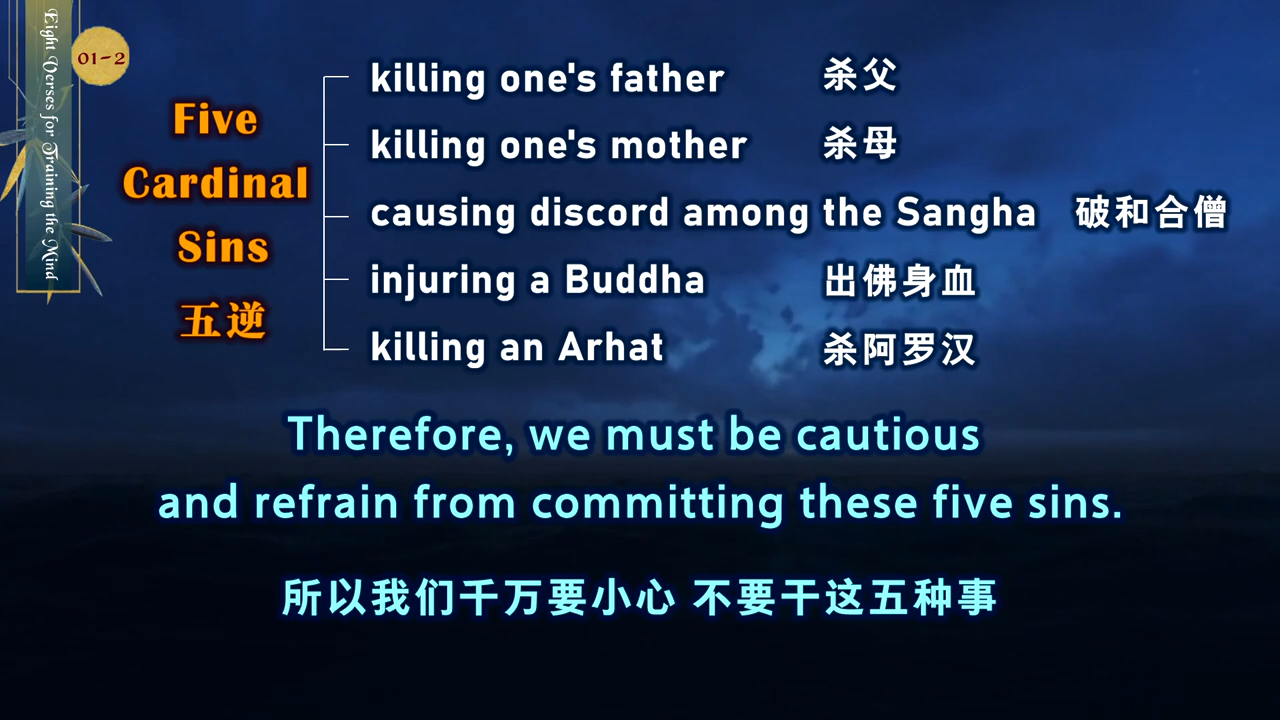 Eight Verses for Training the Mind
01-2
Five
Cardinal
Sins
五逆
killing one's father 杀父
killing one's mother 杀母
causing discord among the Sangha 破和合僧
injuring a Buddha 出佛身血
killing an Arhat 杀阿罗汉
Therefore, we must be cautious
and refrain from committing these five sins.
所以我们千万要小心 不要干这五种事